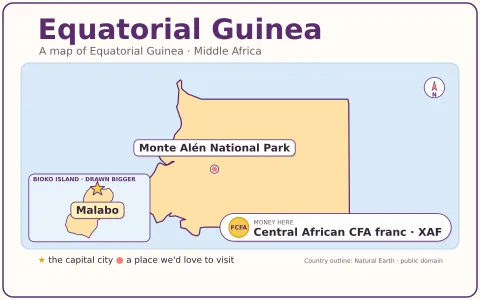 Equatorial Guinea
A map of Equatorial Guinea · Middle Africa
N
Monte Alén National Park
BIOKO ISLAND · DRAWN BIGGER
Malabo
FCFA
MONEY HERE
Central African CFA franc · XAF
★ the capital city ● a place we'd love to visit
Country outline: Natural Earth · public domain